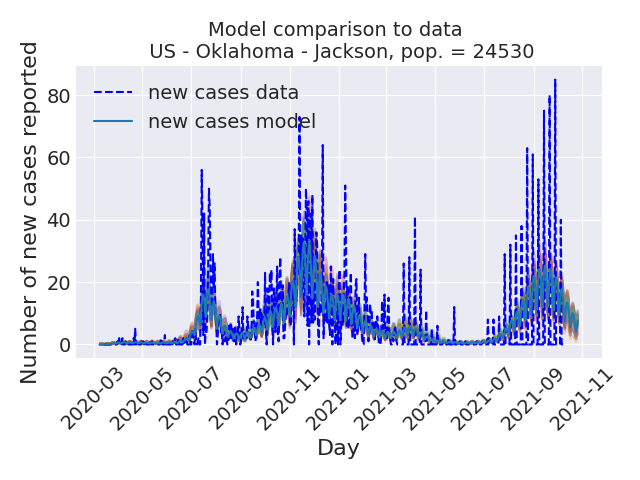 Model comparison to data
US - Oklahoma - Jackson, pop. = 24530
Number of new cases reported
80
60
40
20
0
new cases data
new cases model
2020-03
2020-05
2020-07
2020-09
2020-11
2021-01
2021-03
2021-05
2021-07
2021-09
2021-11
Day